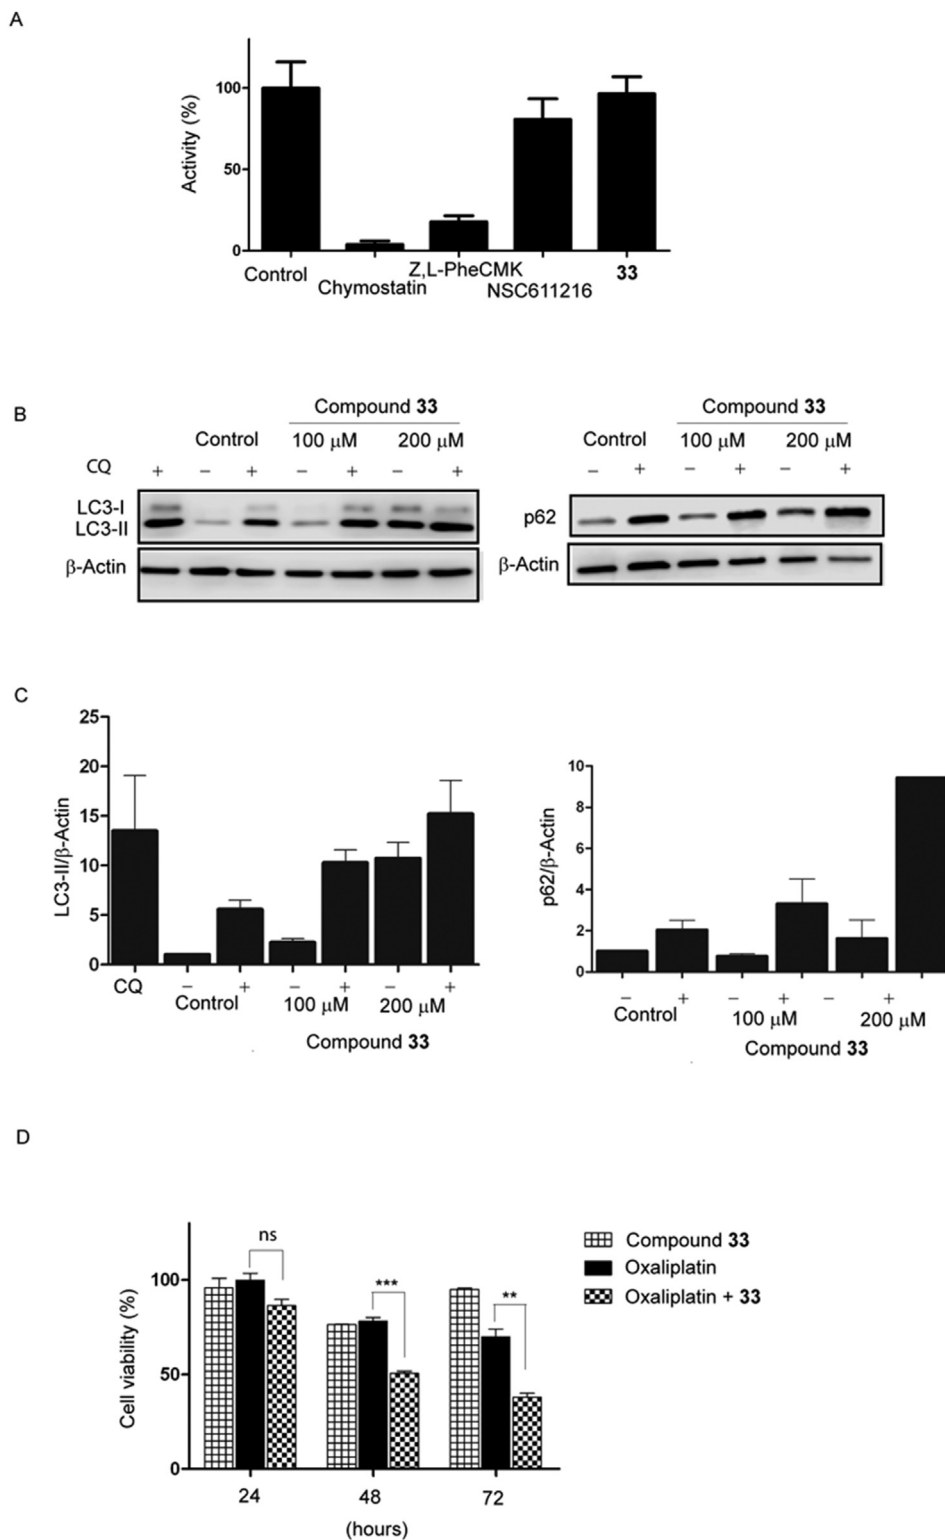 A
Activity (%)
100
50
0
Control
Chymostatin
Z,L-PheCMK
NSC611216
33
B
Compound 33
Control 100 μM 200 μM
CQ + – + – + – +
LC3-I
LC3-II
β-Actin
Compound 33
Control 100 μM 200 μM
– + – + – +
p62
β-Actin
C
LC3-II/β-Actin
25
20
15
10
5
0
CQ – + – + – +
Control 100 μM 200 μM
Compound 33
p62/β-Actin
10
8
6
4
2
0
– + – + – +
Control 100 μM 200 μM
Compound 33
D
Cell viability (%)
100
50
0
ns
***
**
Compound 33
Oxaliplatin
Oxaliplatin + 33
24 48 72
(hours)